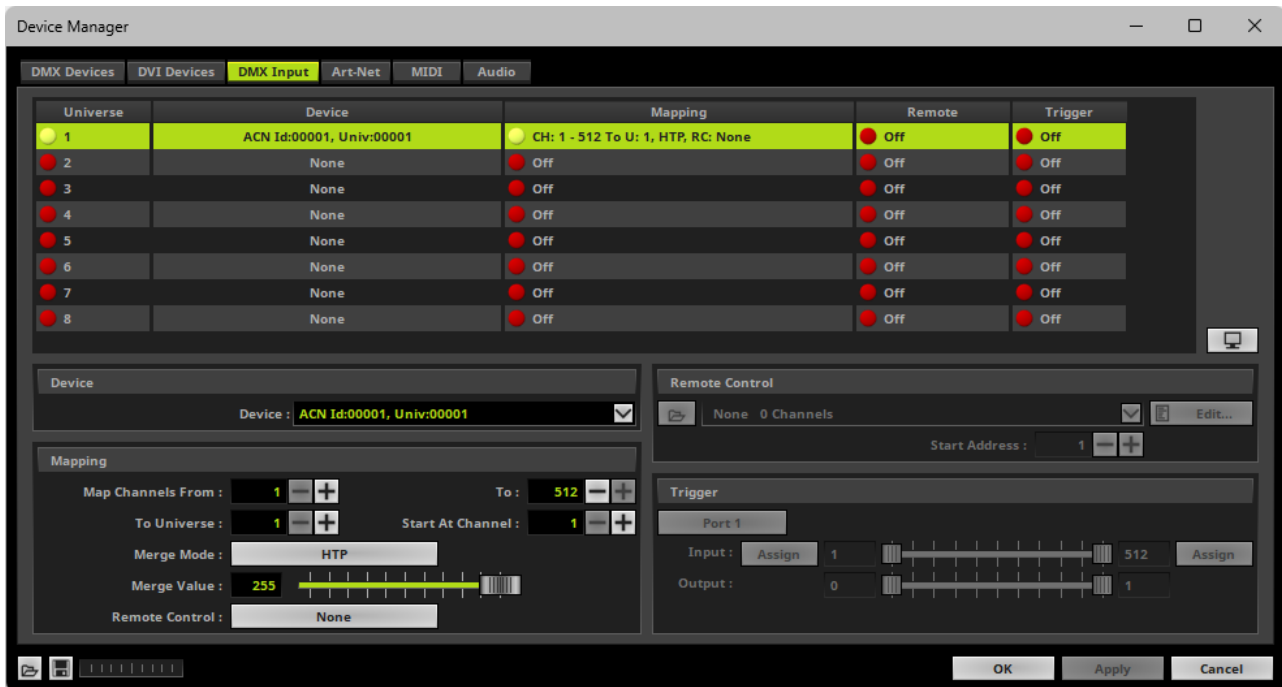 Device Manager
DMX Devices DVI Devices DMX Input Art-Net MIDI Audio
Universe Device Mapping Remote Trigger
1 ACN Id:00001, Univ:00001 CH: 1 - 512 To U: 1, HTP, RC: None Off Off
2 None Off Off Off
3 None Off Off Off
4 None Off Off Off
5 None Off Off Off
6 None Off Off Off
7 None Off Off Off
8 None Off Off Off
Device
Device : ACN Id:00001, Univ:00001
Mapping
Map Channels From : 1 To : 512
To Universe : 1 Start At Channel : 1
Merge Mode : HTP
Merge Value : 255
Remote Control : None
Remote Control
None 0 Channels Edit...
Start Address : 1
Trigger
Port 1
Input : Assign 1 512 Assign
Output : 0 1
OK Apply Cancel